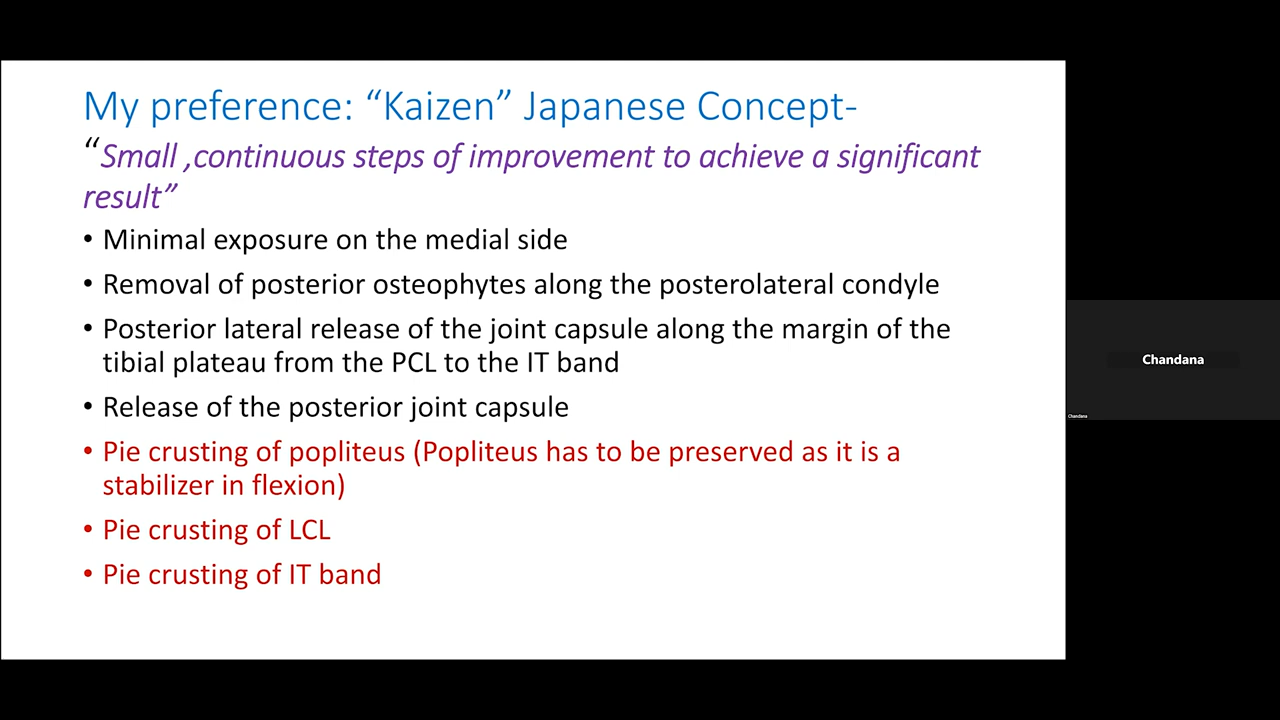 My preference: “Kaizen” Japanese Concept-
“Small ,continuous steps of improvement to achieve a significant
result”
• Minimal exposure on the medial side
• Removal of posterior osteophytes along the posterolateral condyle
• Posterior lateral release of the joint capsule along the margin of the
tibial plateau from the PCL to the IT band
• Release of the posterior joint capsule
• Pie crusting of popliteus (Popliteus has to be preserved as it is a
stabilizer in flexion)
• Pie crusting of LCL
• Pie crusting of IT band
Chandana
Chandana